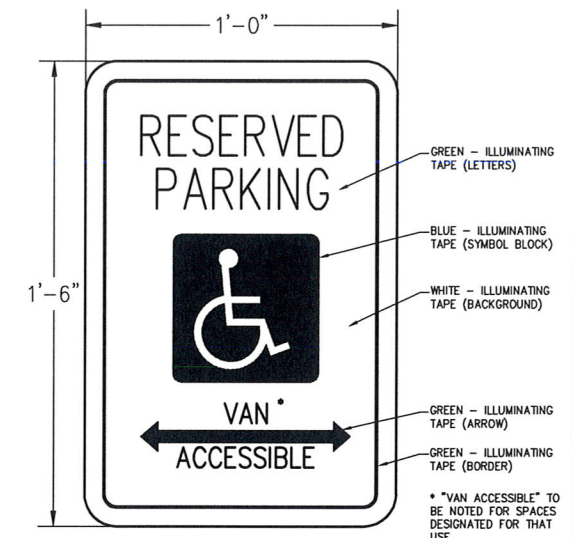 1'-0"
RESERVED
PARKING
GREEN – ILLUMINATING
TAPE (LETTERS)
BLUE – ILLUMINATING
TAPE (SYMBOL BLOCK)
1'-6"
WHITE – ILLUMINATING
TAPE (BACKGROUND)
VAN *
ACCESSIBLE
GREEN – ILLUMINATING
TAPE (ARROW)
GREEN – ILLUMINATING
TAPE (BORDER)
* "VAN ACCESSIBLE" TO
BE NOTED FOR SPACES
DESIGNATED FOR THAT
USE